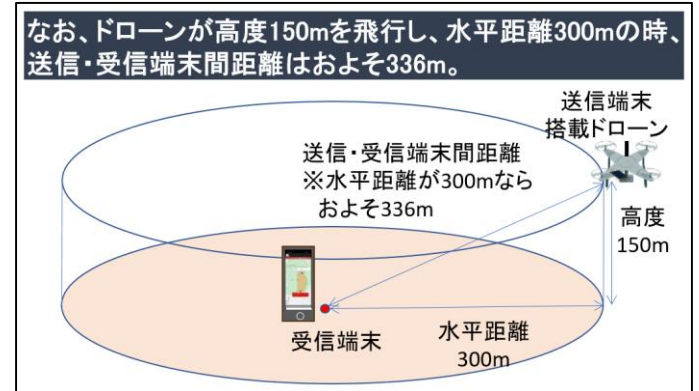 なお、ドローンが高度150mを飛行し、水平距離300mの時、
送信・受信端末間距離はおよそ336m。
送信端末
搭載ドローン
送信・受信端末間距離
※水平距離が300mなら
およそ336m
高度
150m
受信端末
水平距離
300m